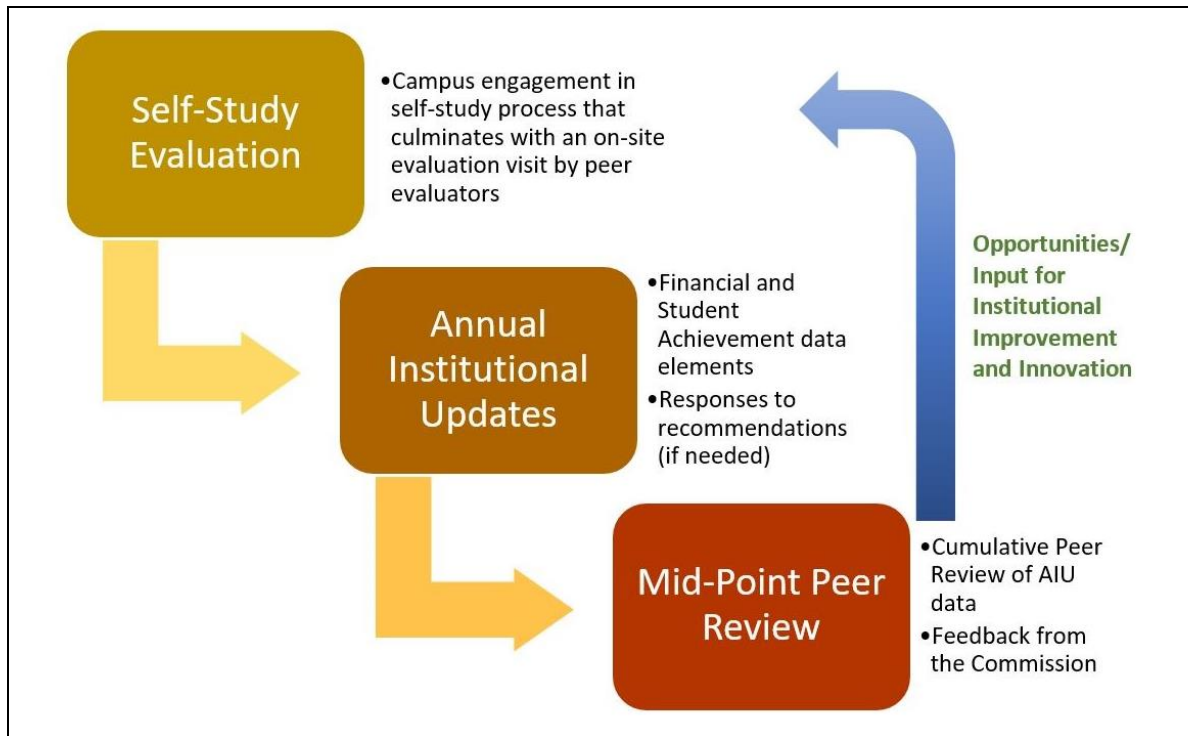 Self-Study
Evaluation
•Campus engagement in
self-study process that
culminates with an on-site
evaluation visit by peer
evaluators
Annual
Institutional
Updates
•Financial and
Student
Achievement data
elements
•Responses to
recommendations
(if needed)
Opportunities/
Input for
Institutional
Improvement
and Innovation
Mid-Point Peer
Review
•Cumulative Peer
Review of AIU
data
•Feedback from
the Commission